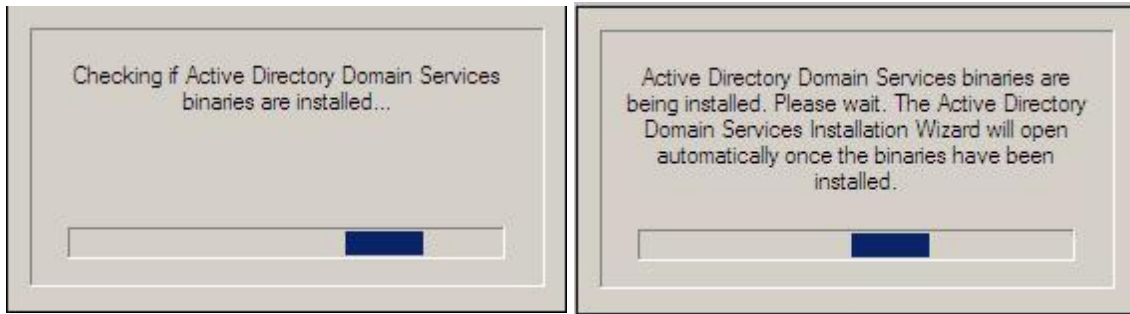 Checking if Active Directory Domain Services
binaries are installed...
Active Directory Domain Services binaries are
being installed. Please wait. The Active Directory
Domain Services Installation Wizard will open
automatically once the binaries have been
installed.